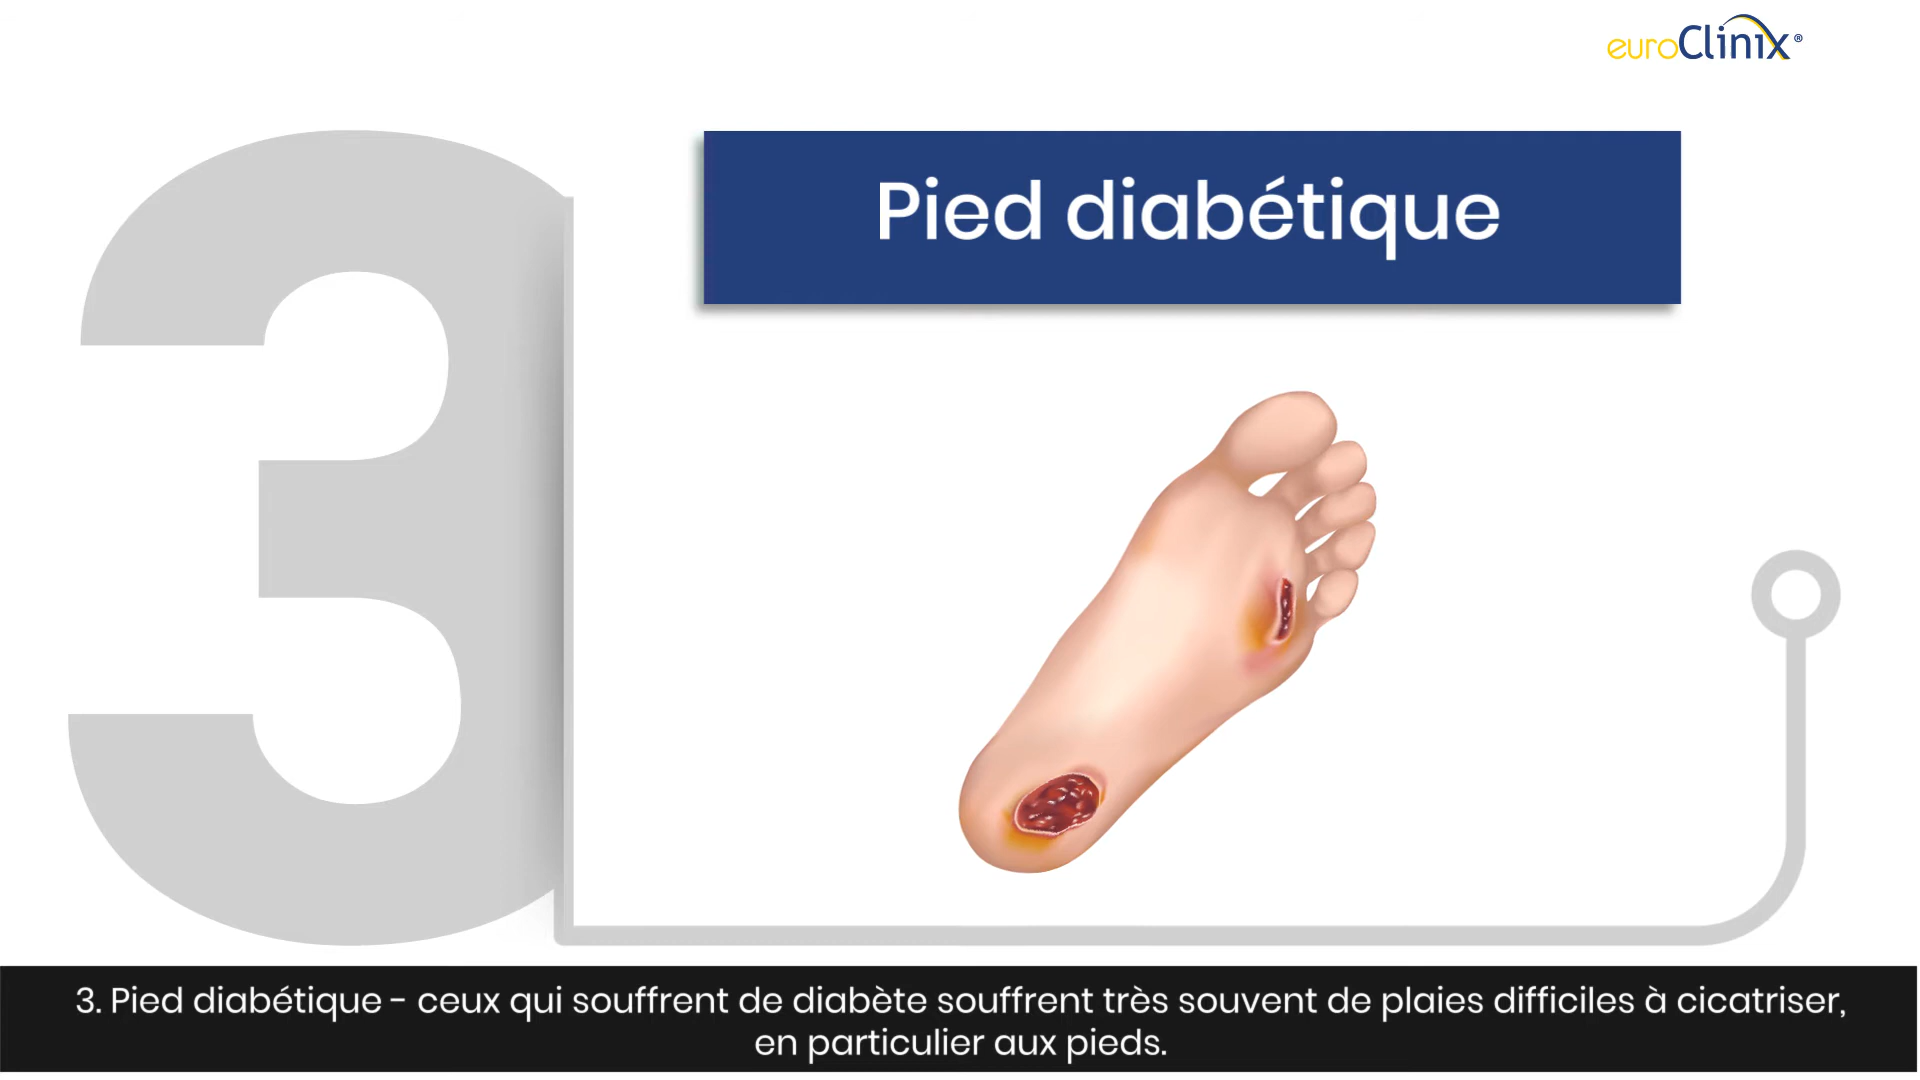 euroClinix®
3
Pied diabétique
3. Pied diabétique - ceux qui souffrent de diabète souffrent très souvent de plaies difficiles à cicatriser,
en particulier aux pieds.